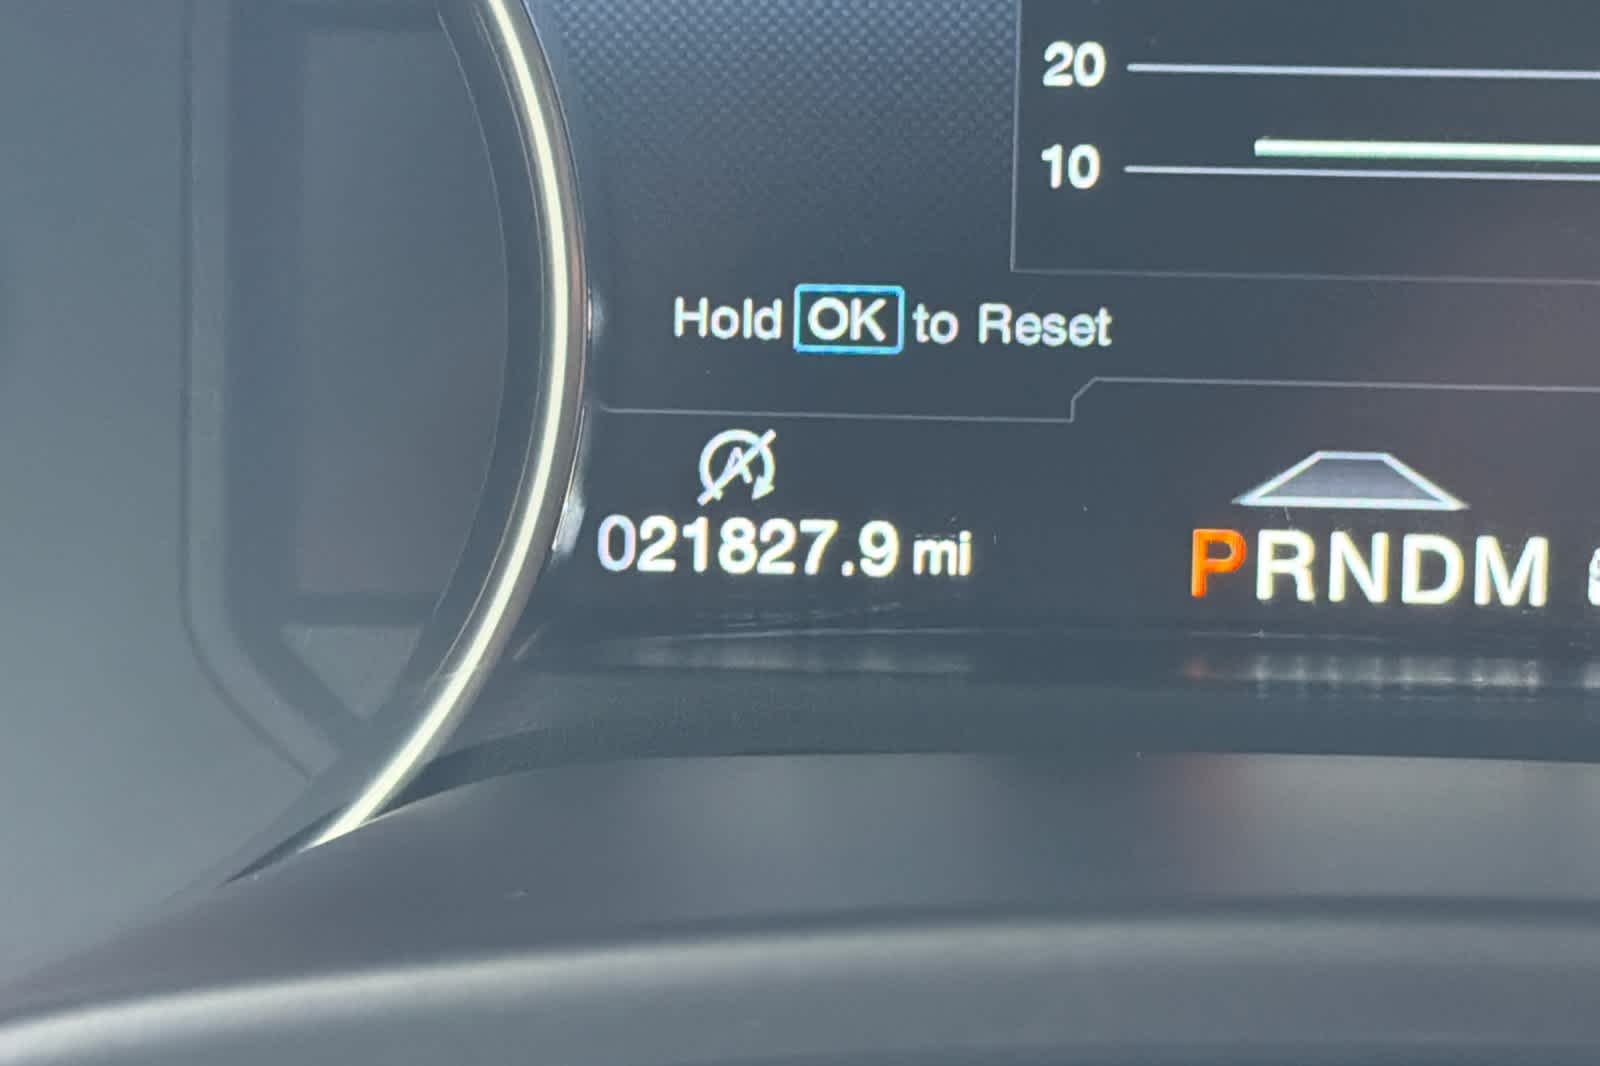 20
10
Hold OK to Reset
A
021827.9 mi
PRNDM